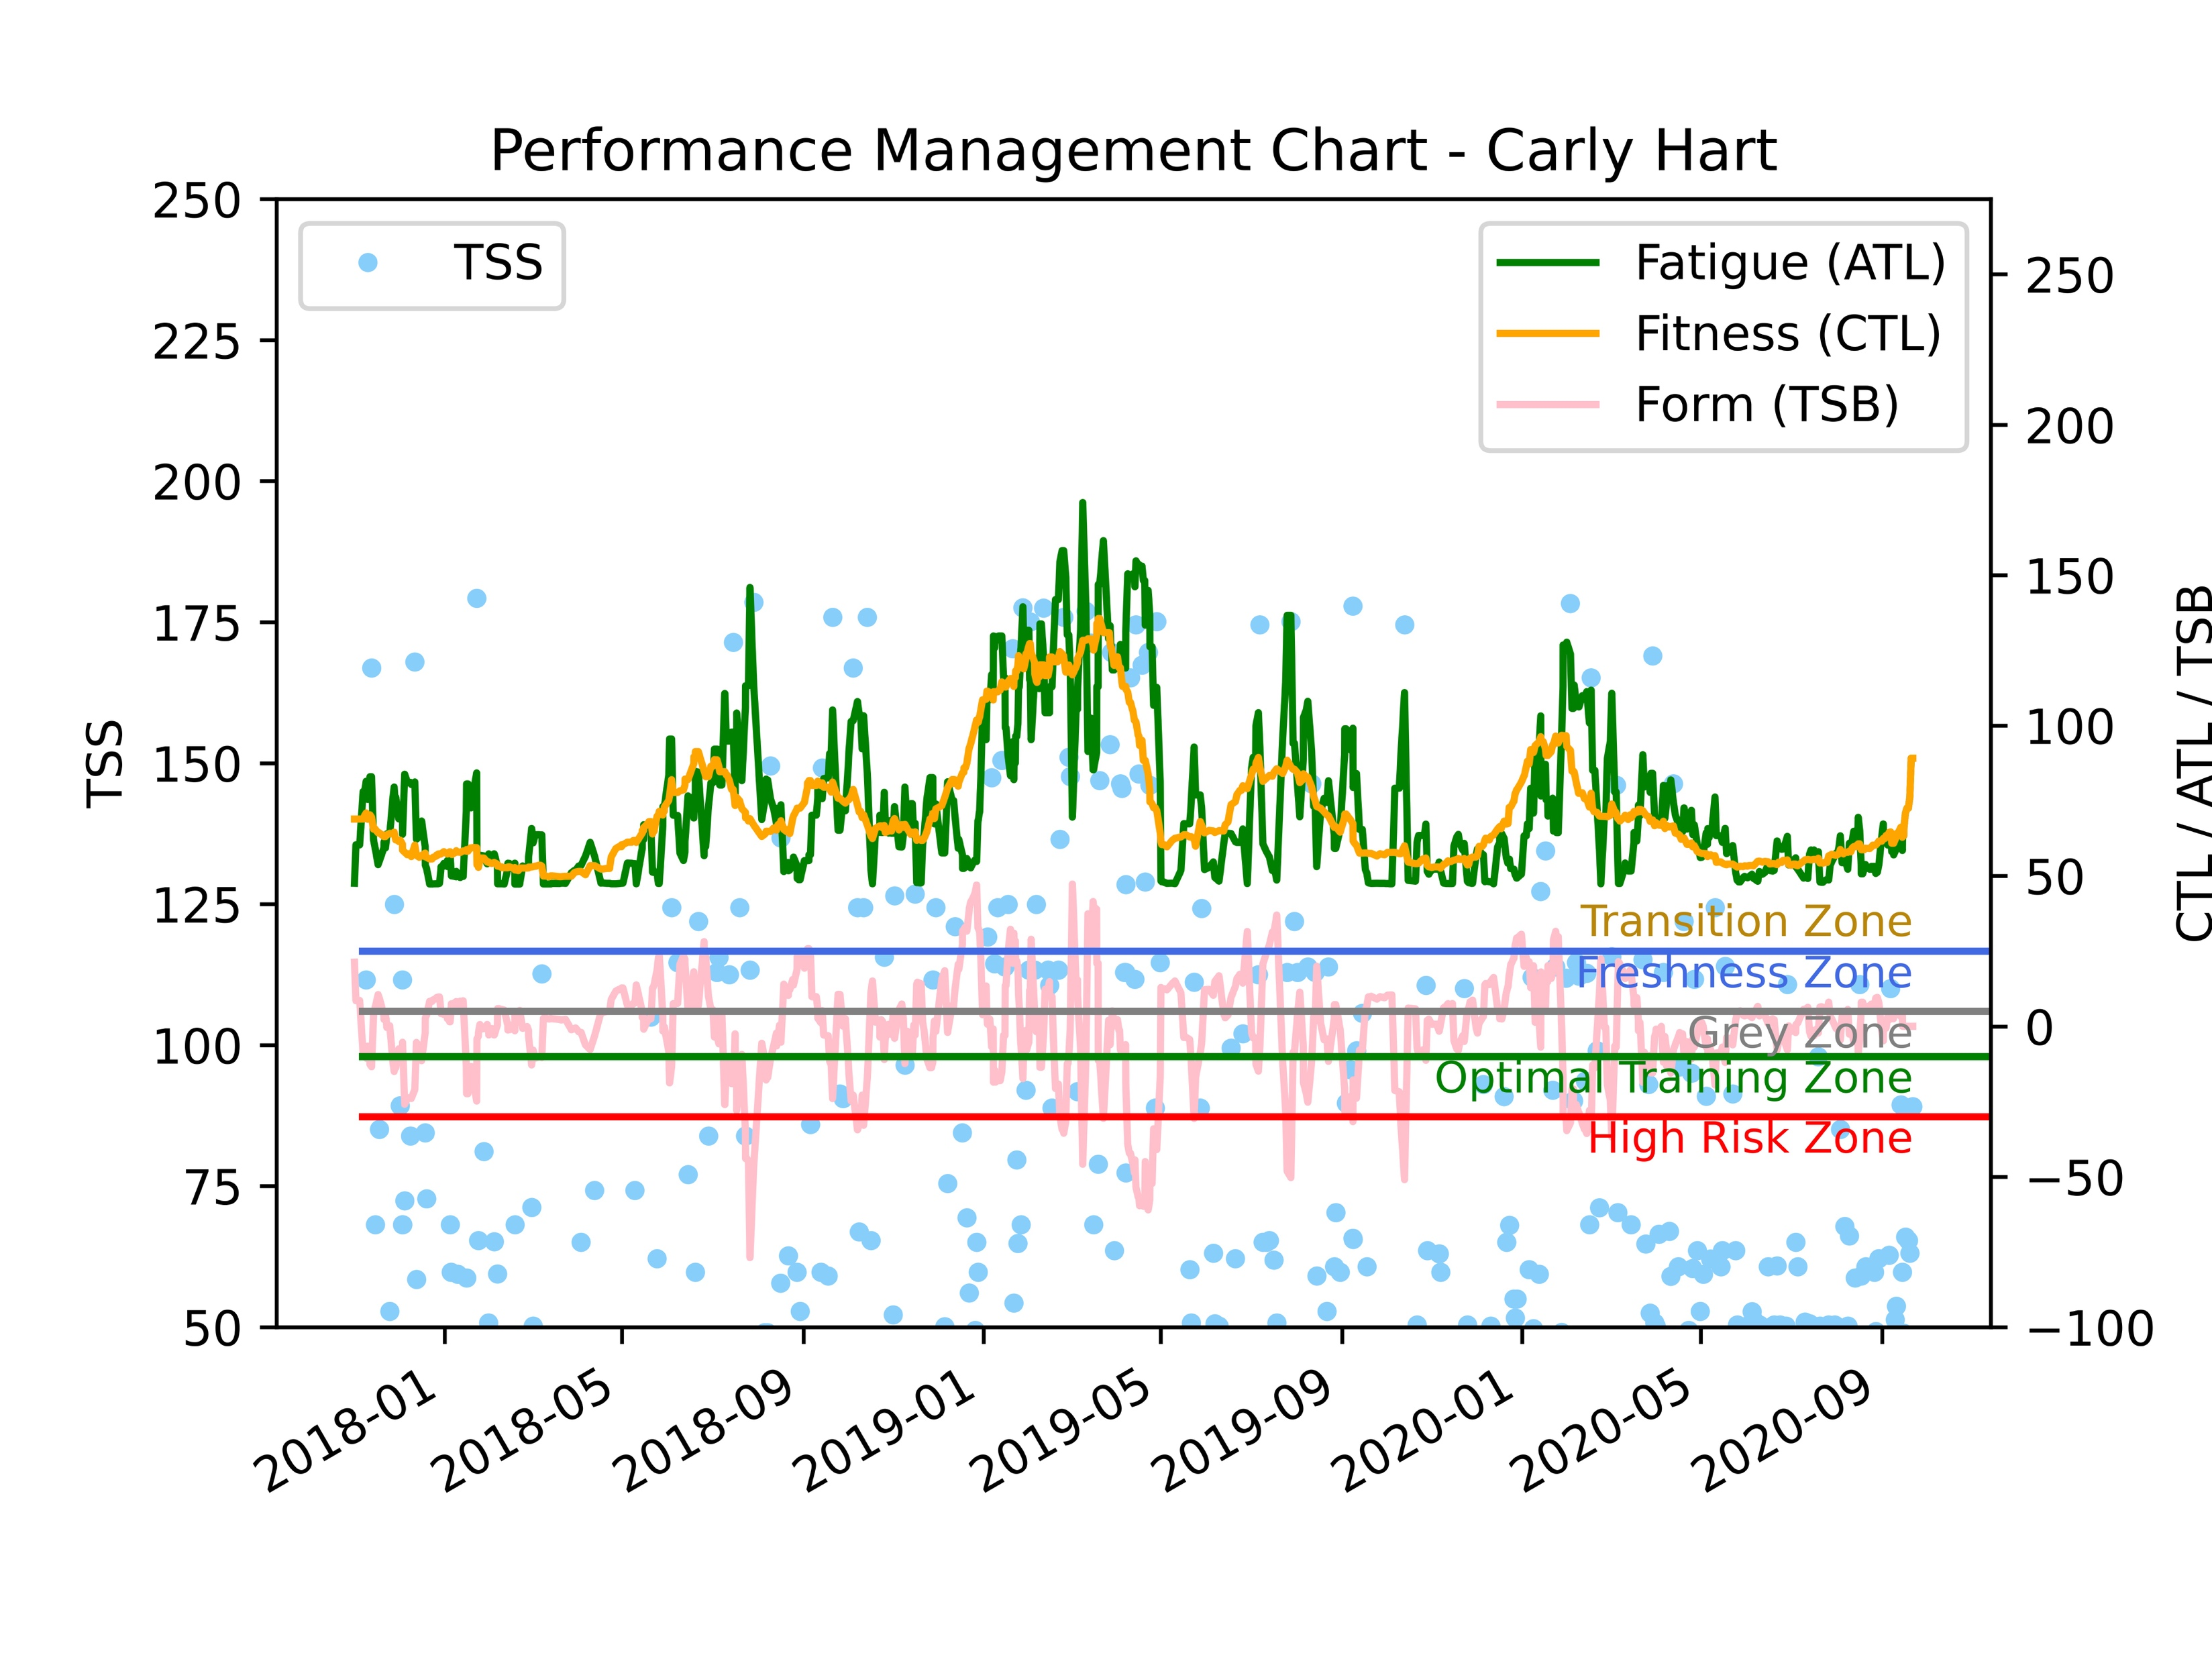 Performance Management Chart - Carly Hart
250
225
200
175
150
125
100
75
50
TSS
TSS
Fatigue (ATL)
Fitness (CTL)
Form (TSB)
250
200
150
100
50
0
−50
−100
CTL / ATL / TSB
Transition Zone
Freshness Zone
Grey Zone
Optimal Training Zone
High Risk Zone
2018-01
2018-05
2018-09
2019-01
2019-05
2019-09
2020-01
2020-05
2020-09